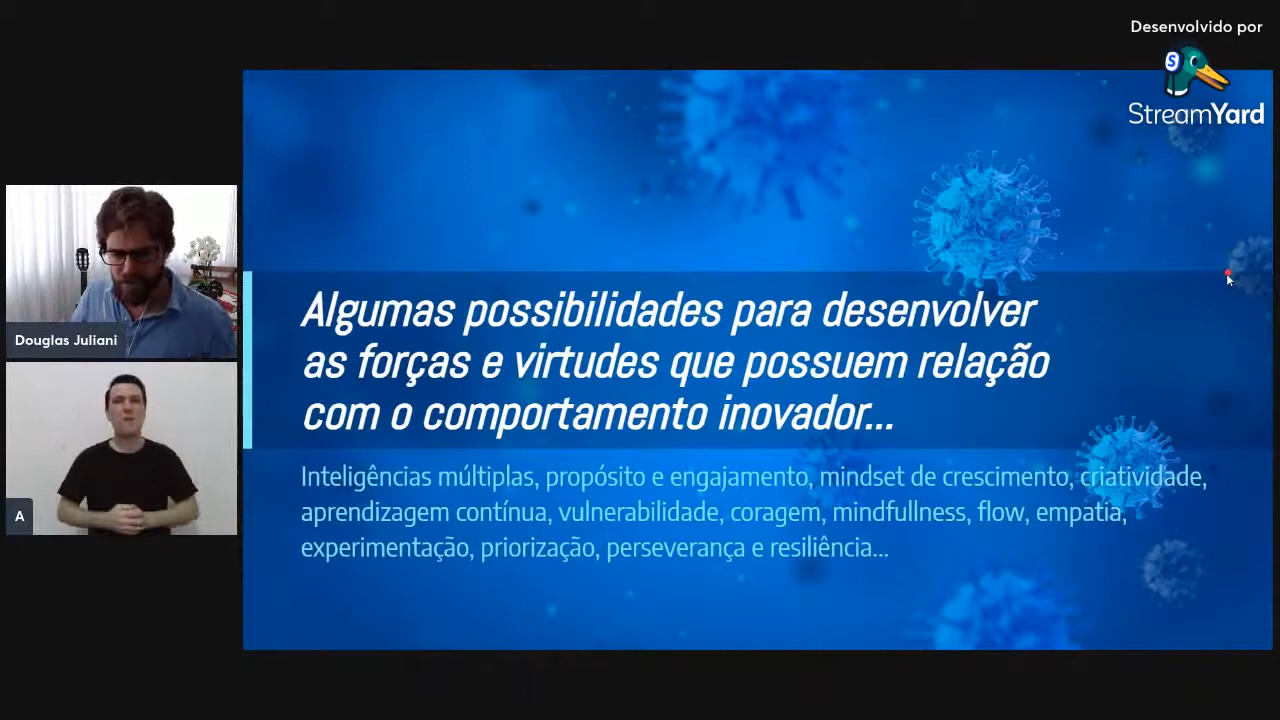 Desenvolvido por
StreamYard
Douglas Juliani
A
Algumas possibilidades para desenvolver
as forças e virtudes que possuem relação
com o comportamento inovador...
Inteligências múltiplas, propósito e engajamento, mindset de crescimento, criatividade,
aprendizagem contínua, vulnerabilidade, coragem, mindfullness, flow, empatia,
experimentação, priorização, perseverança e resiliência...